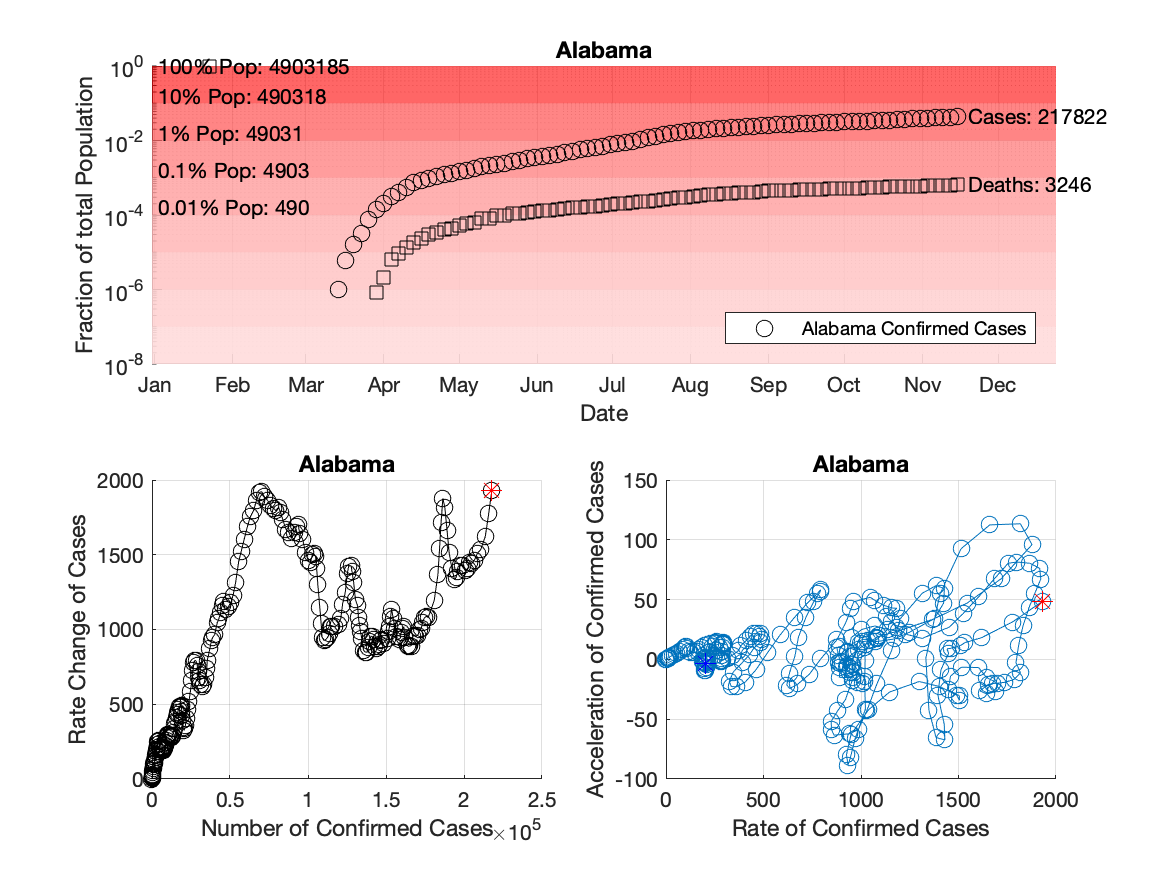 Alabama
Fraction of total Population
10^0
10^-2
10^-4
10^-6
10^-8
100% Pop: 4903185
10% Pop: 490318
1% Pop: 49031
0.1% Pop: 4903
0.01% Pop: 490
Cases: 217822
Deaths: 3246
Alabama Confirmed Cases
Jan Feb Mar Apr May Jun Jul Aug Sep Oct Nov Dec
Date
Alabama
Rate Change of Cases
2000
1500
1000
500
0
0 0.5 1 1.5 2 2.5
Number of Confirmed Cases ×10^5
Alabama
Acceleration of Confirmed Cases
150
100
50
0
-50
-100
0 500 1000 1500 2000
Rate of Confirmed Cases